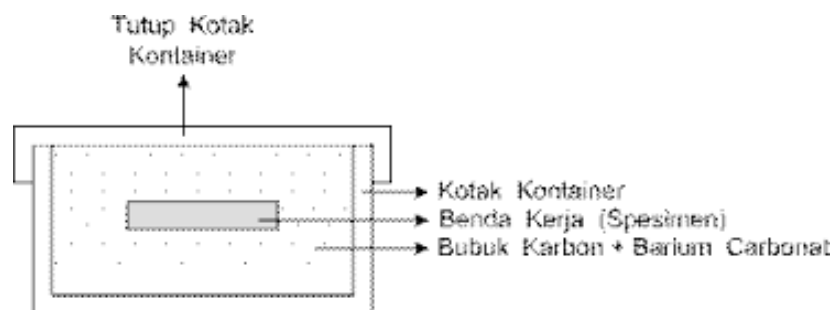 Tutup Kotak
Kontainer
Kotak Kontainer
Benda Kerja (Spesimen)
Bubuk Karbon + Barium Carbonat